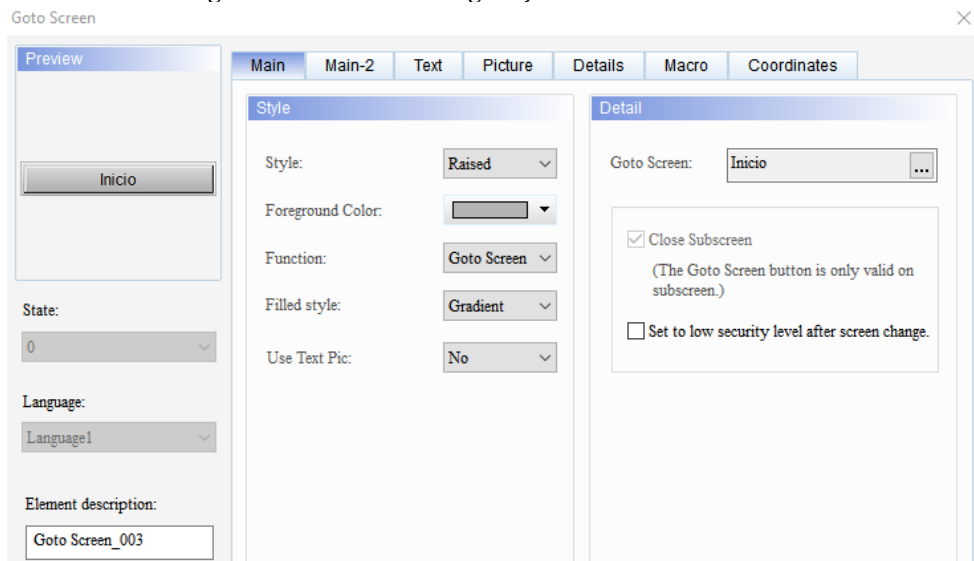 Goto Screen
Preview
Inicio
State:
0
Language:
Language1
Element description:
Goto Screen_003
Main Main-2 Text Picture Details Macro Coordinates
Style
Style: Raised
Foreground Color:
Function: Goto Screen
Filled style: Gradient
Use Text Pic: No
Detail
Goto Screen: Inicio ...
Close Subscreen
(The Goto Screen button is only valid on
subscreen.)
Set to low security level after screen change.